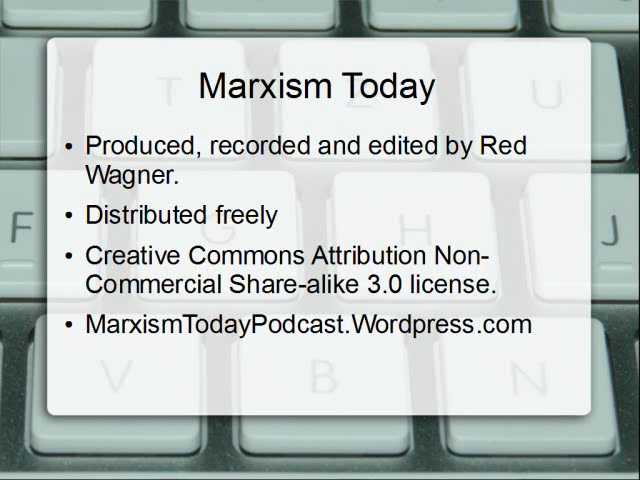 Marxism Today
• Produced, recorded and edited by Red
Wagner.
• Distributed freely
• Creative Commons Attribution Non-
Commercial Share-alike 3.0 license.
• MarxismTodayPodcast.Wordpress.com
T Z U
F G H J
V B N